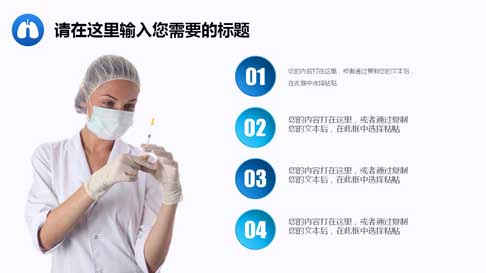 请在这里输入您需要的标题
01
您的内容打在这里，或者通过复制您的文本后，
在此框中选择粘贴
02
您的内容打在这里，或者通过复制
您的文本后，在此框中选择粘贴
03
您的内容打在这里，或者通过复制
您的文本后，在此框中选择粘贴
04
您的内容打在这里，或者通过复制
您的文本后，在此框中选择粘贴